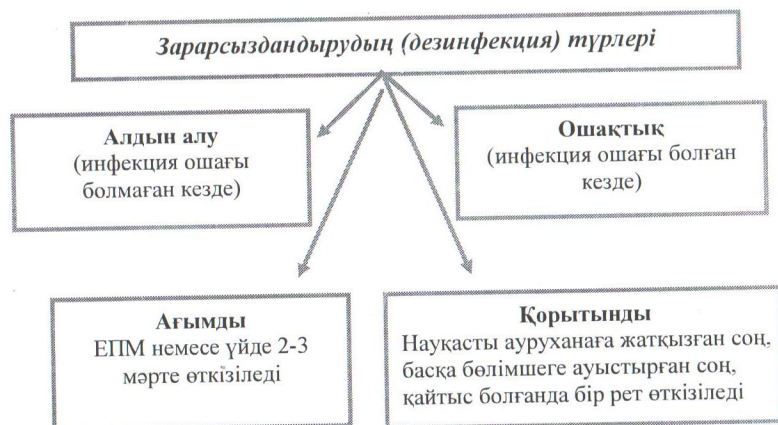 Зарарсыздандырудың (дезинфекция) түрлері
Алдын алу
(инфекция ошағы
болмаған кезде)
Ошақтық
(инфекция ошағы болған
кезде)
Ағымды
ЕПМ немесе үйде 2-3
мәрте өткізіледі
Қорытынды
Науқасты ауруханаға жатқызған соң,
басқа бөлімшеге ауыстырған соң,
қайтыс болғанда бір рет өткізіледі